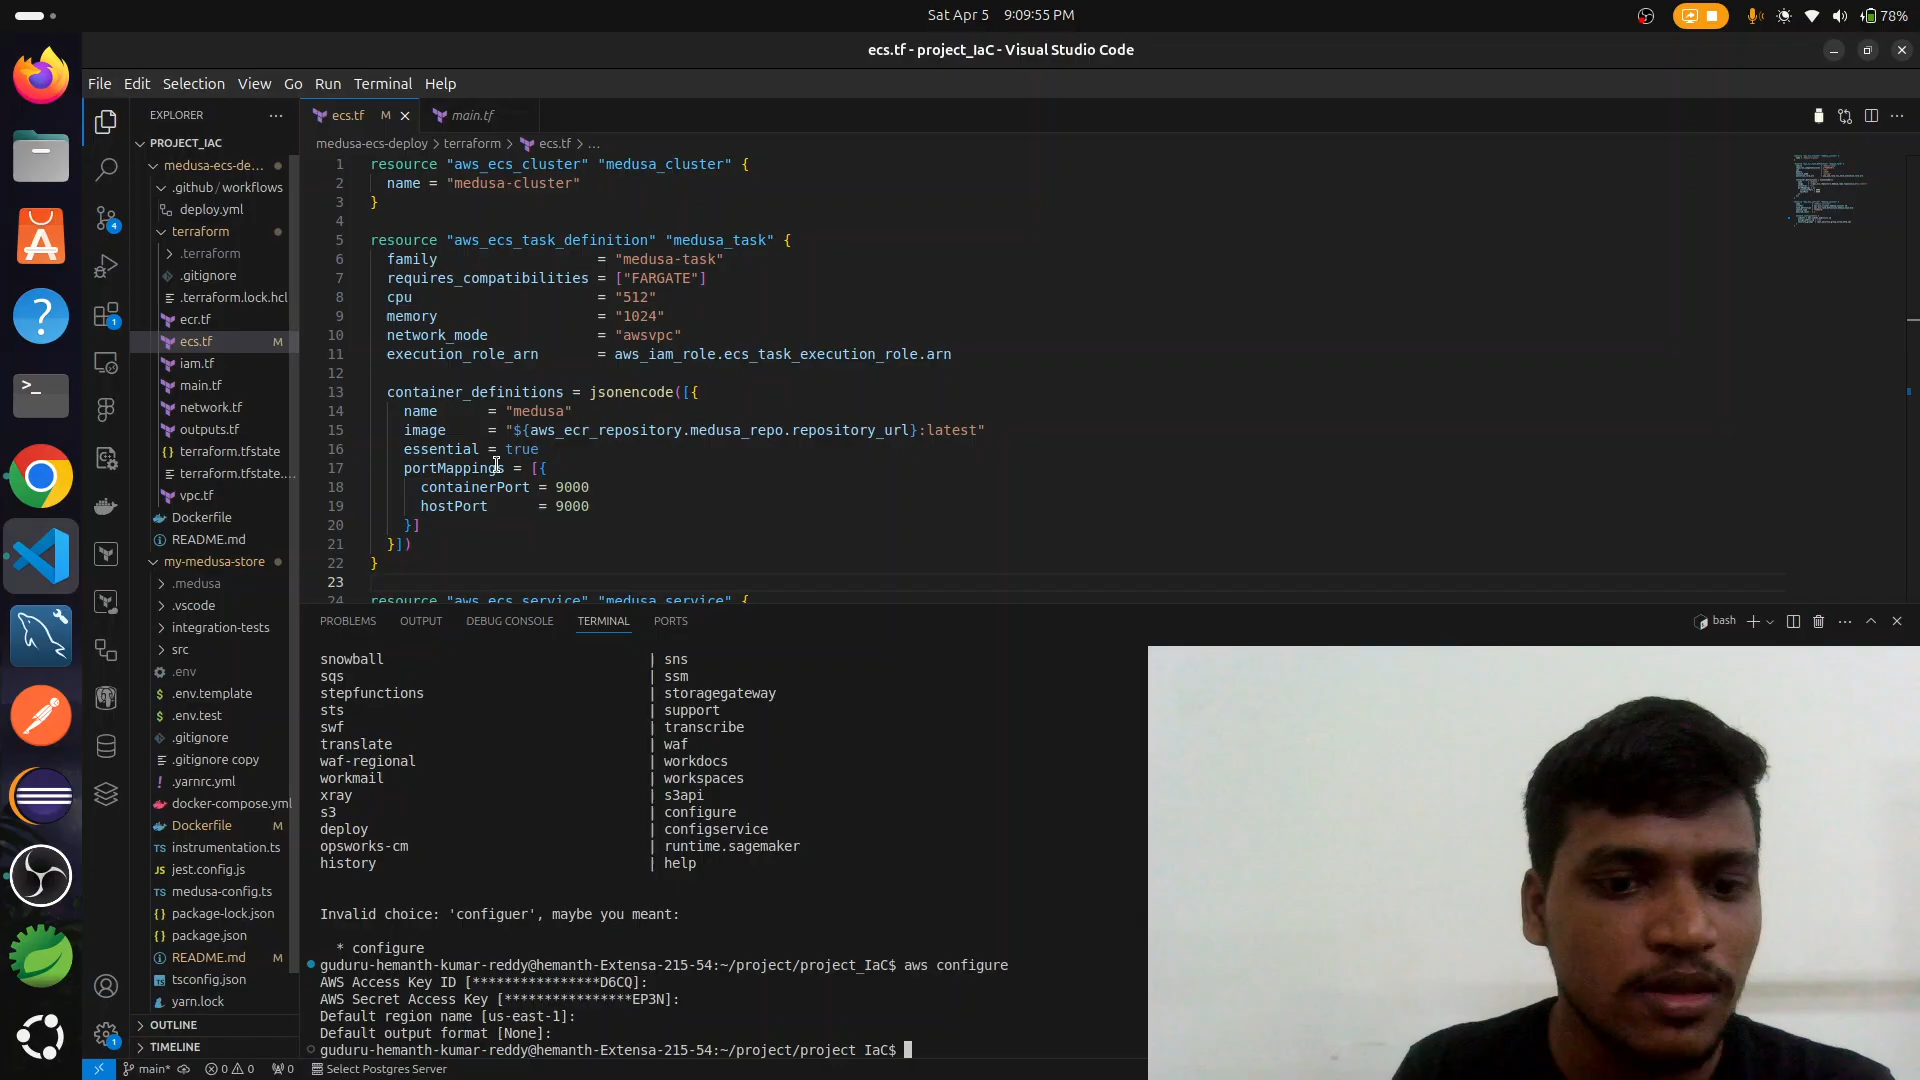 Sat Apr 5 9:09:55 PM
78%
ecs.tf - project_IaC - Visual Studio Code
File Edit Selection View Go Run Terminal Help
EXPLORER
PROJECT_IAC
medusa-ecs-de...
.github/workflows
deploy.yml
terraform
.terraform
.gitignore
.terraform.lock.hcl
ecr.tf
ecs.tf M
iam.tf
main.tf
network.tf
outputs.tf
terraform.tfstate
terraform.tfstate....
vpc.tf
Dockerfile
README.md
my-medusa-store
.medusa
.vscode
integration-tests
src
.env
.env.template
.env.test
.gitignore
.gitignore copy
.yarnrc.yml
docker-compose.yml
Dockerfile M
instrumentation.ts
jest.config.js
medusa-config.ts
package-lock.json
package.json
README.md M
tsconfig.json
yarn.lock
OUTLINE
TIMELINE
4
1
1
ecs.tf M
main.tf
medusa-ecs-deploy > terraform > ecs.tf > ...
1 resource "aws_ecs_cluster" "medusa_cluster" {
2 name = "medusa-cluster"
3 }
4
5 resource "aws_ecs_task_definition" "medusa_task" {
6 family = "medusa-task"
7 requires_compatibilities = ["FARGATE"]
8 cpu = "512"
9 memory = "1024"
10 network_mode = "awsvpc"
11 execution_role_arn = aws_iam_role.ecs_task_execution_role.arn
12
13 container_definitions = jsonencode([{
14 name = "medusa"
15 image = "${aws_ecr_repository.medusa_repo.repository_url}:latest"
16 essential = true
17 portMappings = [{
18 containerPort = 9000
19 hostPort = 9000
20 }]
21 }])
22 }
23
24 resource "aws_ecs_service" "medusa_service" {
PROBLEMS OUTPUT DEBUG CONSOLE TERMINAL PORTS
bash
snowball | sns
sqs | ssm
stepfunctions | storagegateway
sts | support
swf | transcribe
translate | waf
waf-regional | workdocs
workmail | workspaces
xray | s3api
s3 | configure
deploy | configservice
opsworks-cm | runtime.sagemaker
history | help
Invalid choice: 'configuer', maybe you meant:
* configure
guduru-hemanth-kumar-reddy@hemanth-Extensa-215-54:~/project/project_IaC$ aws configure
AWS Access Key ID [****************D6CQ]:
AWS Secret Access Key [****************EP3N]:
Default region name [us-east-1]:
Default output format [None]:
guduru-hemanth-kumar-reddy@hemanth-Extensa-215-54:~/project/project_IaC$
main* 0 0 0 Select Postgres Server